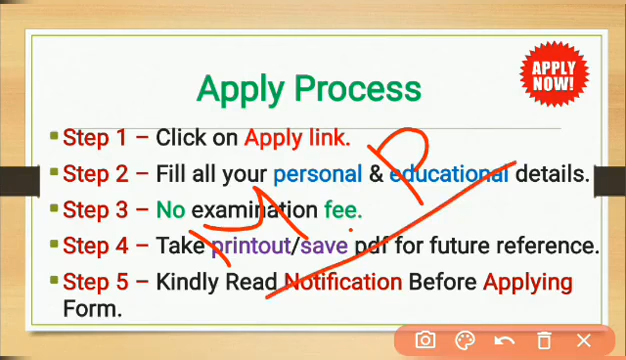 APPLY
NOW!
Apply Process
Step 1 – Click on Apply link.
Step 2 – Fill all your personal & educational details.
Step 3 – No examination fee.
Step 4 – Take printout/save pdf for future reference.
Step 5 – Kindly Read Notification Before Applying
Form.
M.P